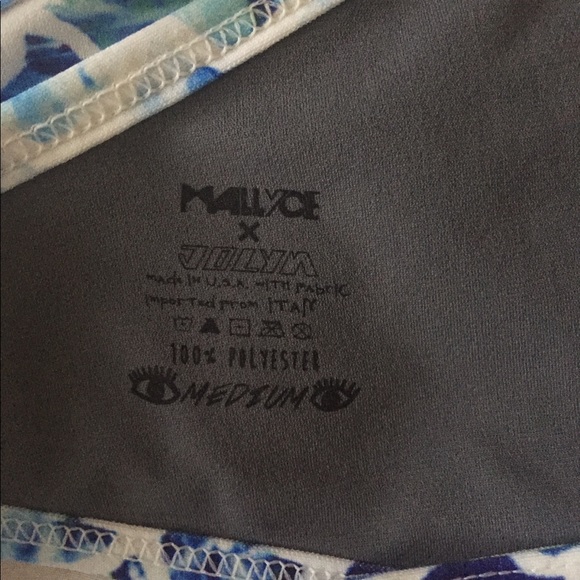 MALLYCE
X
JOLYN
made in U.S.A. WITH FABRIC
imported from ITALY
100% POLYESTER
MEDIUM